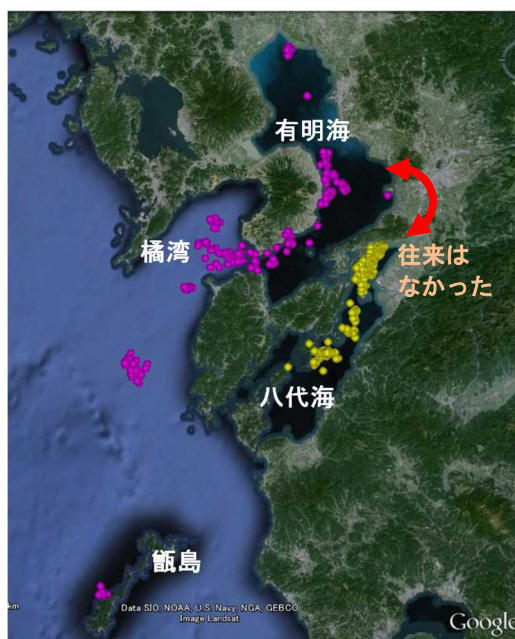 有明海
橘湾
往来は
なかった
八代海
甑島
km
Data SIO, NOAA, U.S. Navy, NGA, GEBCO
Image Landsat
Google